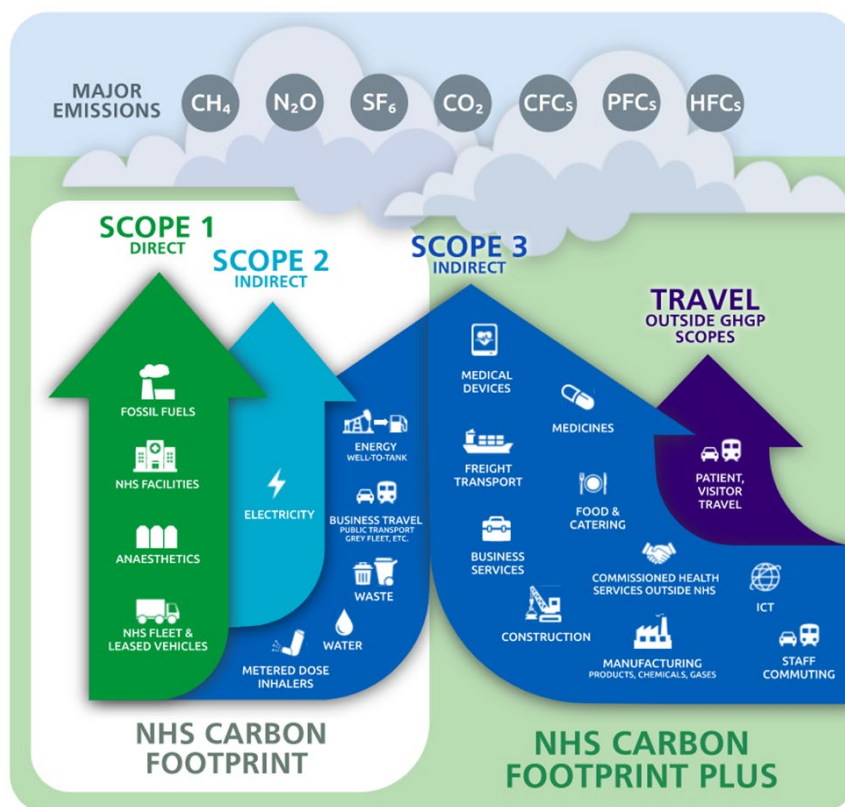 MAJOR
EMISSIONS
CH₄
N₂O
SF₆
CO₂
CFCs
PFCs
HFCs
SCOPE 1
DIRECT
SCOPE 2
INDIRECT
SCOPE 3
INDIRECT
TRAVEL
OUTSIDE GHGP
SCOPES
FOSSIL FUELS
NHS FACILITIES
ANAESTHETICS
NHS FLEET &
LEASED VEHICLES
ELECTRICITY
ENERGY
WELL-TO-TANK
BUSINESS TRAVEL
PUBLIC TRANSPORT
GREY FLEET, ETC.
WASTE
WATER
METERED DOSE
INHALERS
MEDICAL
DEVICES
MEDICINES
FREIGHT
TRANSPORT
FOOD &
CATERING
BUSINESS
SERVICES
COMMISSIONED HEALTH
SERVICES OUTSIDE NHS
CONSTRUCTION
MANUFACTURING
PRODUCTS, CHEMICALS, GASES
PATIENT,
VISITOR
TRAVEL
ICT
STAFF
COMMUTING
NHS CARBON
FOOTPRINT
NHS CARBON
FOOTPRINT PLUS